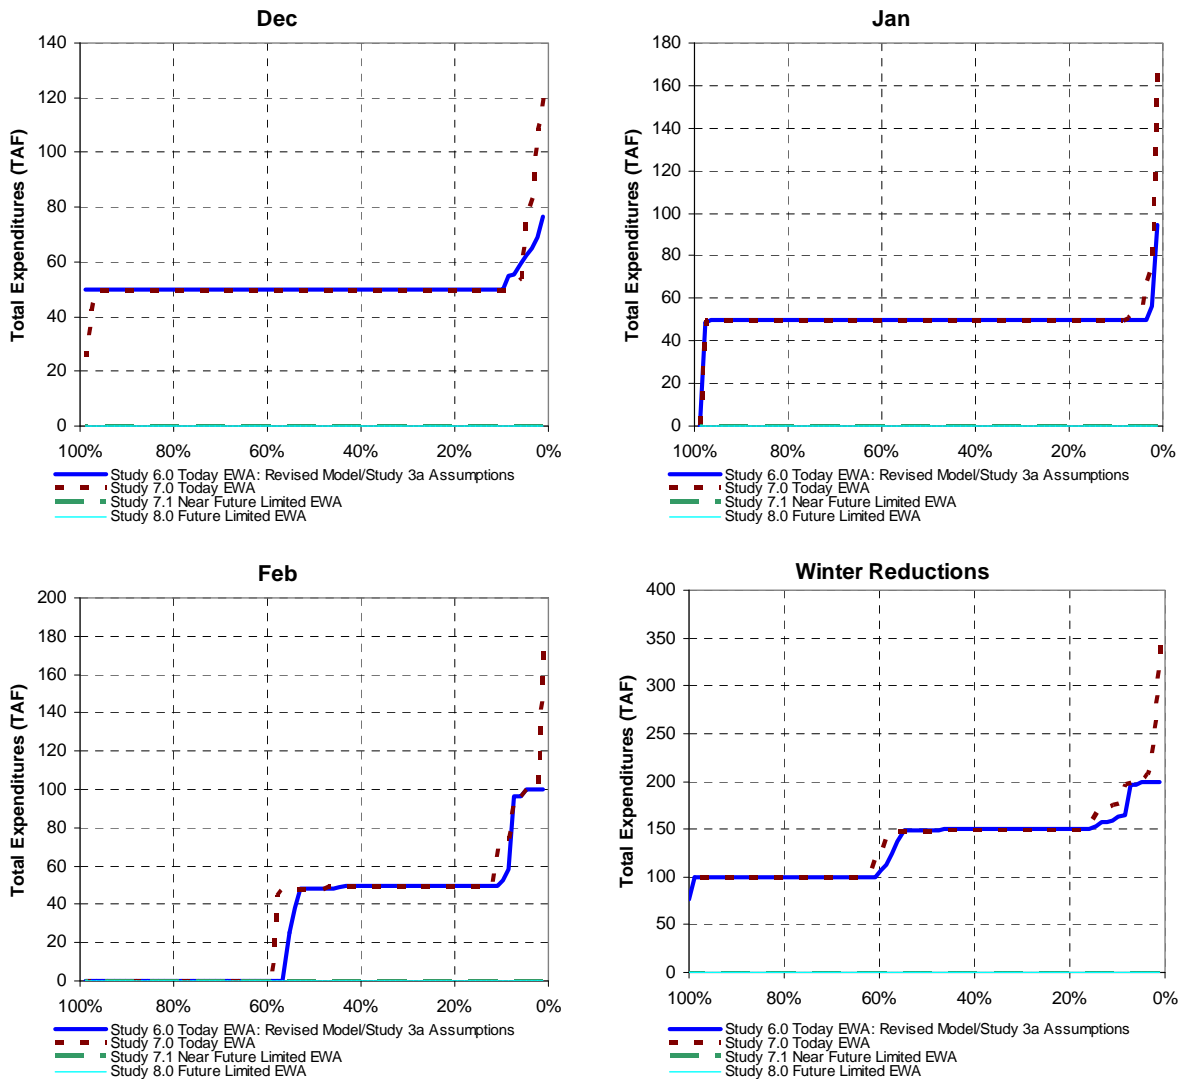 Dec
Total Expenditures (TAF)
140
120
100
80
60
40
20
0
100% 80% 60% 40% 20% 0%
Study 6.0 Today EWA: Revised Model/Study 3a Assumptions
Study 7.0 Today EWA
Study 7.1 Near Future Limited EWA
Study 8.0 Future Limited EWA
Jan
Total Expenditures (TAF)
180
160
140
120
100
80
60
40
20
0
100% 80% 60% 40% 20% 0%
Study 6.0 Today EWA: Revised Model/Study 3a Assumptions
Study 7.0 Today EWA
Study 7.1 Near Future Limited EWA
Study 8.0 Future Limited EWA
Feb
Total Expenditures (TAF)
200
180
160
140
120
100
80
60
40
20
0
100% 80% 60% 40% 20% 0%
Study 6.0 Today EWA: Revised Model/Study 3a Assumptions
Study 7.0 Today EWA
Study 7.1 Near Future Limited EWA
Study 8.0 Future Limited EWA
Winter Reductions
Total Expenditures (TAF)
400
350
300
250
200
150
100
50
0
100% 80% 60% 40% 20% 0%
Study 6.0 Today EWA: Revised Model/Study 3a Assumptions
Study 7.0 Today EWA
Study 7.1 Near Future Limited EWA
Study 8.0 Future Limited EWA